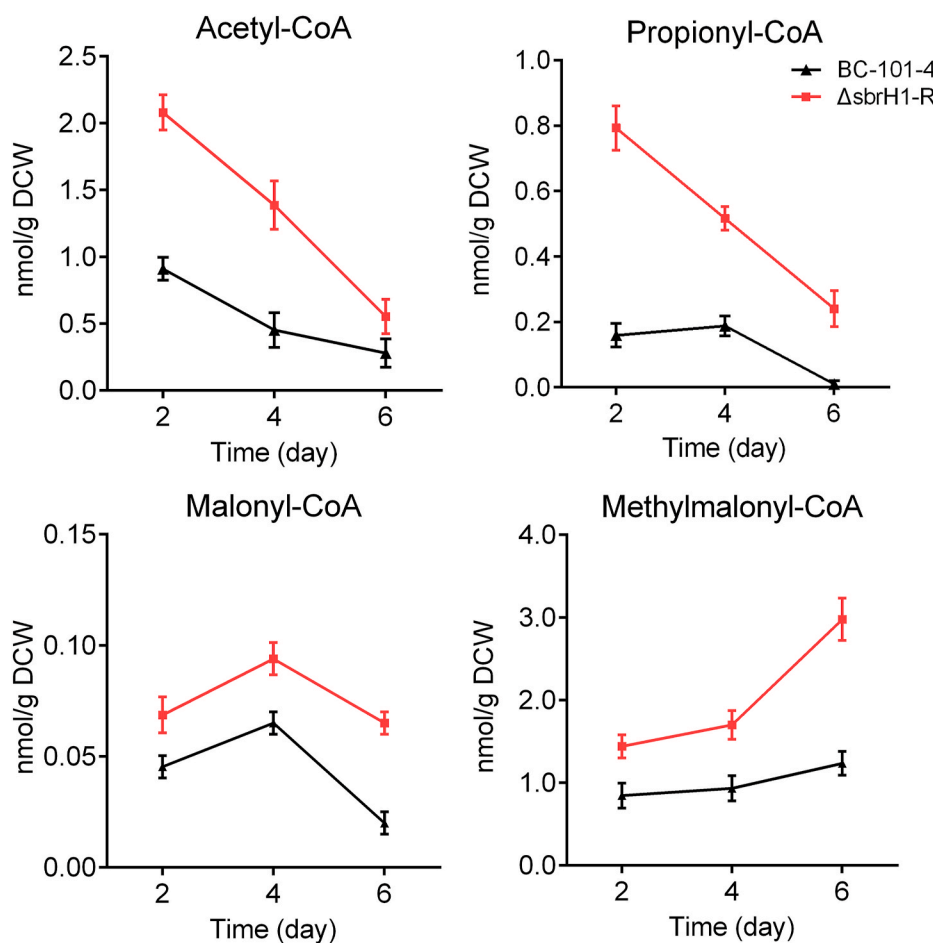 Acetyl-CoA
nmol/g DCW
2.5
2.0
1.5
1.0
0.5
0.0
2 4 6
Time (day)
Propionyl-CoA
BC-101-4
ΔsbrH1-R
nmol/g DCW
1.0
0.8
0.6
0.4
0.2
0.0
2 4 6
Time (day)
Malonyl-CoA
nmol/g DCW
0.15
0.10
0.05
0.00
2 4 6
Time (day)
Methylmalonyl-CoA
nmol/g DCW
4.0
3.0
2.0
1.0
0.0
2 4 6
Time (day)